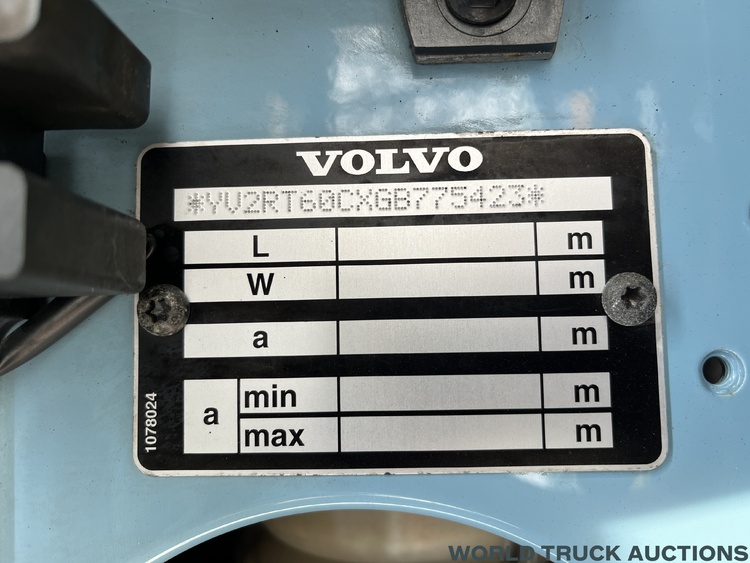 VOLVO
*YV2RT60CXGB775423*
L m
W m
a m
a min m
max m
1078024
WORLD TRUCK AUCTIONS